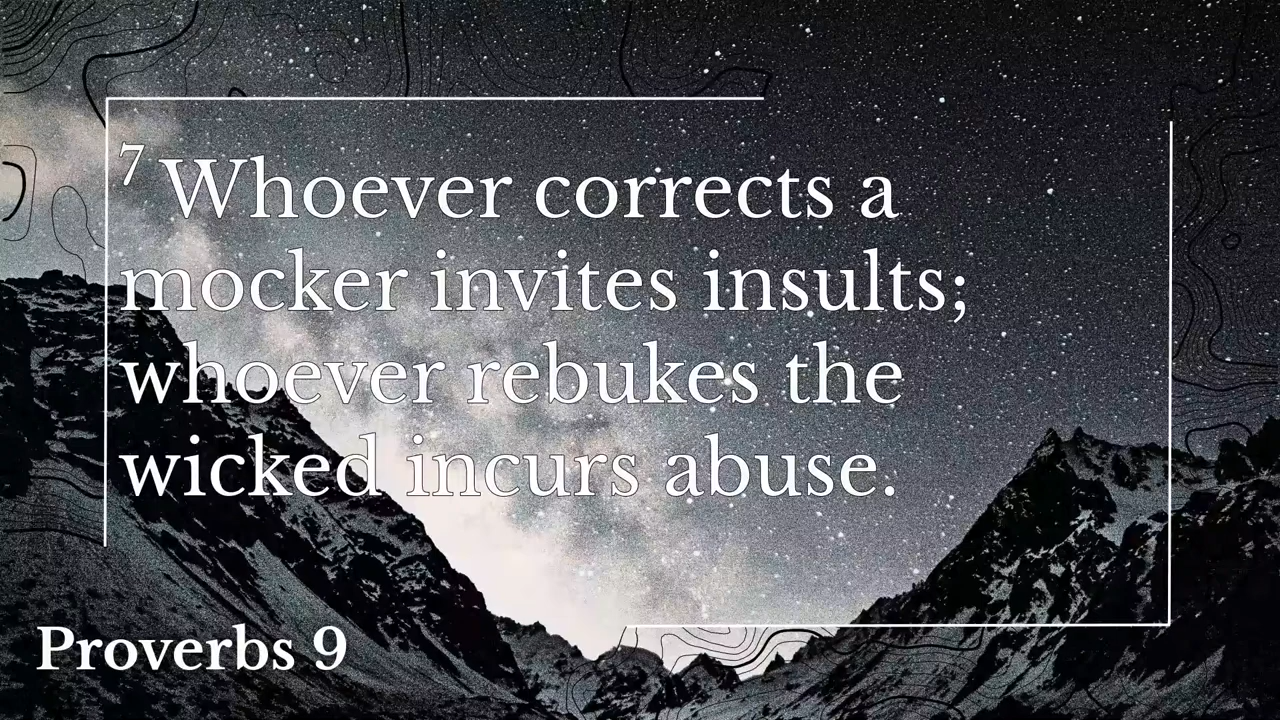 7 Whoever corrects a
mocker invites insults;
whoever rebukes the
wicked incurs abuse.
Proverbs 9